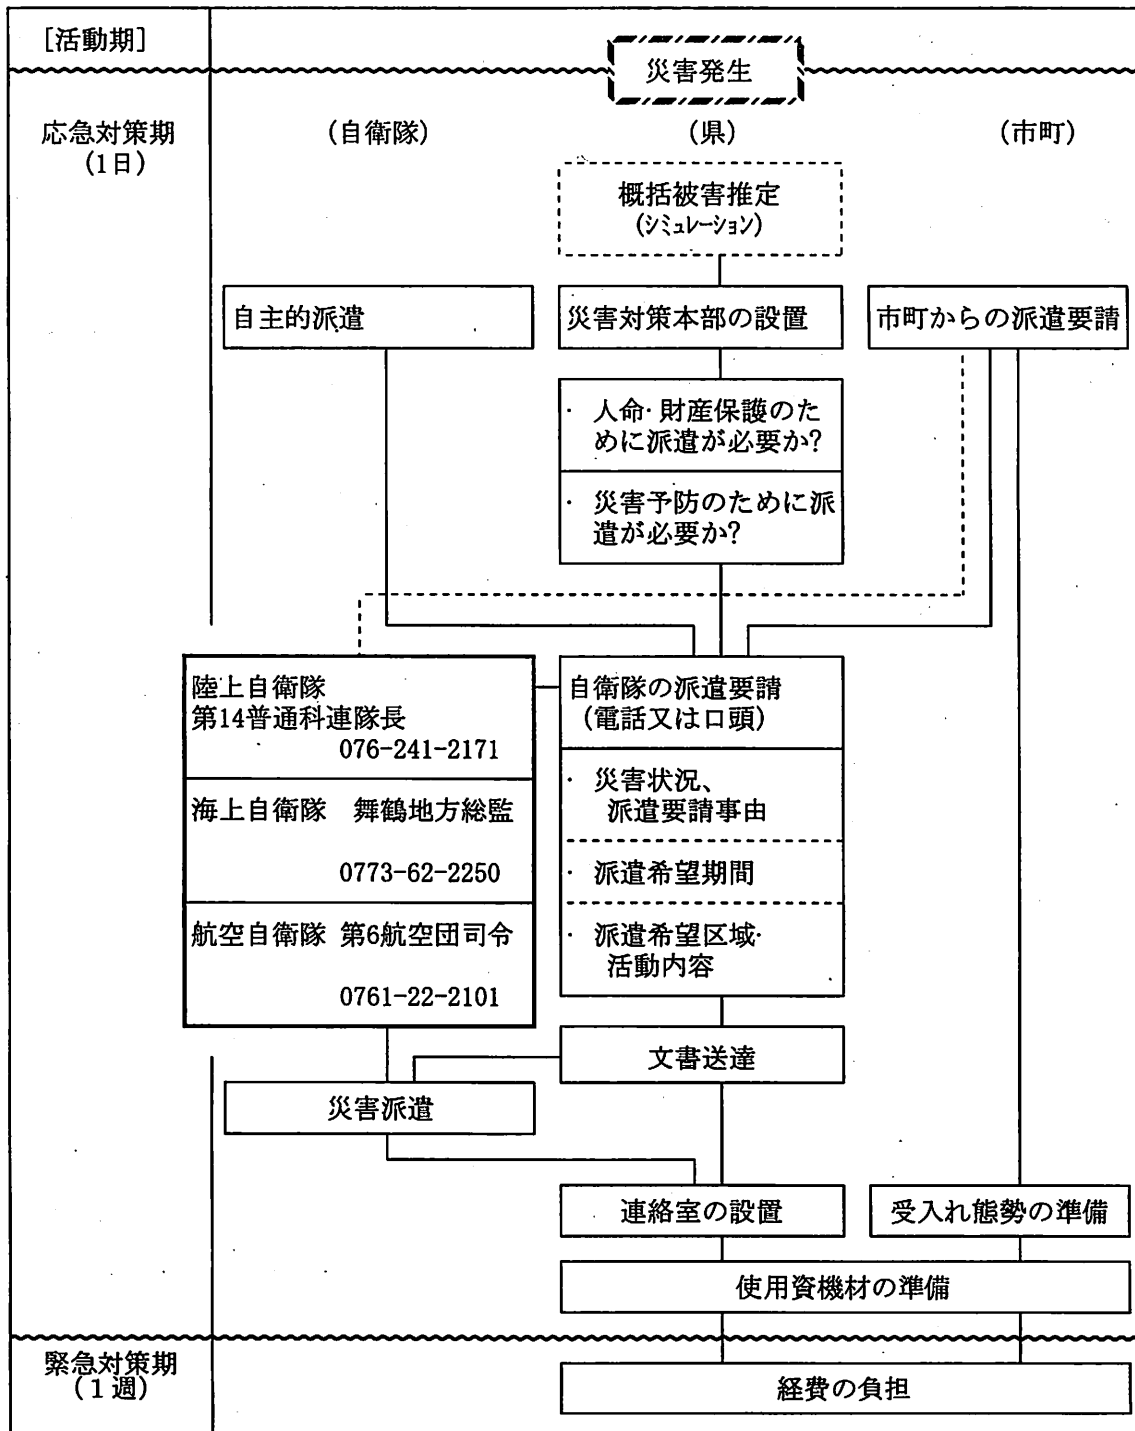 ［活動期］
災害発生
応急対策期
(1日)
(自衛隊)
(県)
(市町)
概括被害推定
(ｼﾐｭﾚｰｼｮﾝ)
自主的派遣
災害対策本部の設置
市町からの派遣要請
・ 人命・財産保護のた
めに派遣が必要か?
・ 災害予防のために派
遣が必要か?
陸上自衛隊
第14普通科連隊長
076-241-2171
海上自衛隊　舞鶴地方総監
0773-62-2250
航空自衛隊 第6航空団司令
0761-22-2101
自衛隊の派遣要請
(電話又は口頭)
・ 災害状況、
派遣要請事由
・ 派遣希望期間
・ 派遣希望区域・
活動内容
文書送達
災害派遣
連絡室の設置
受入れ態勢の準備
使用資機材の準備
緊急対策期
(１週)
経費の負担